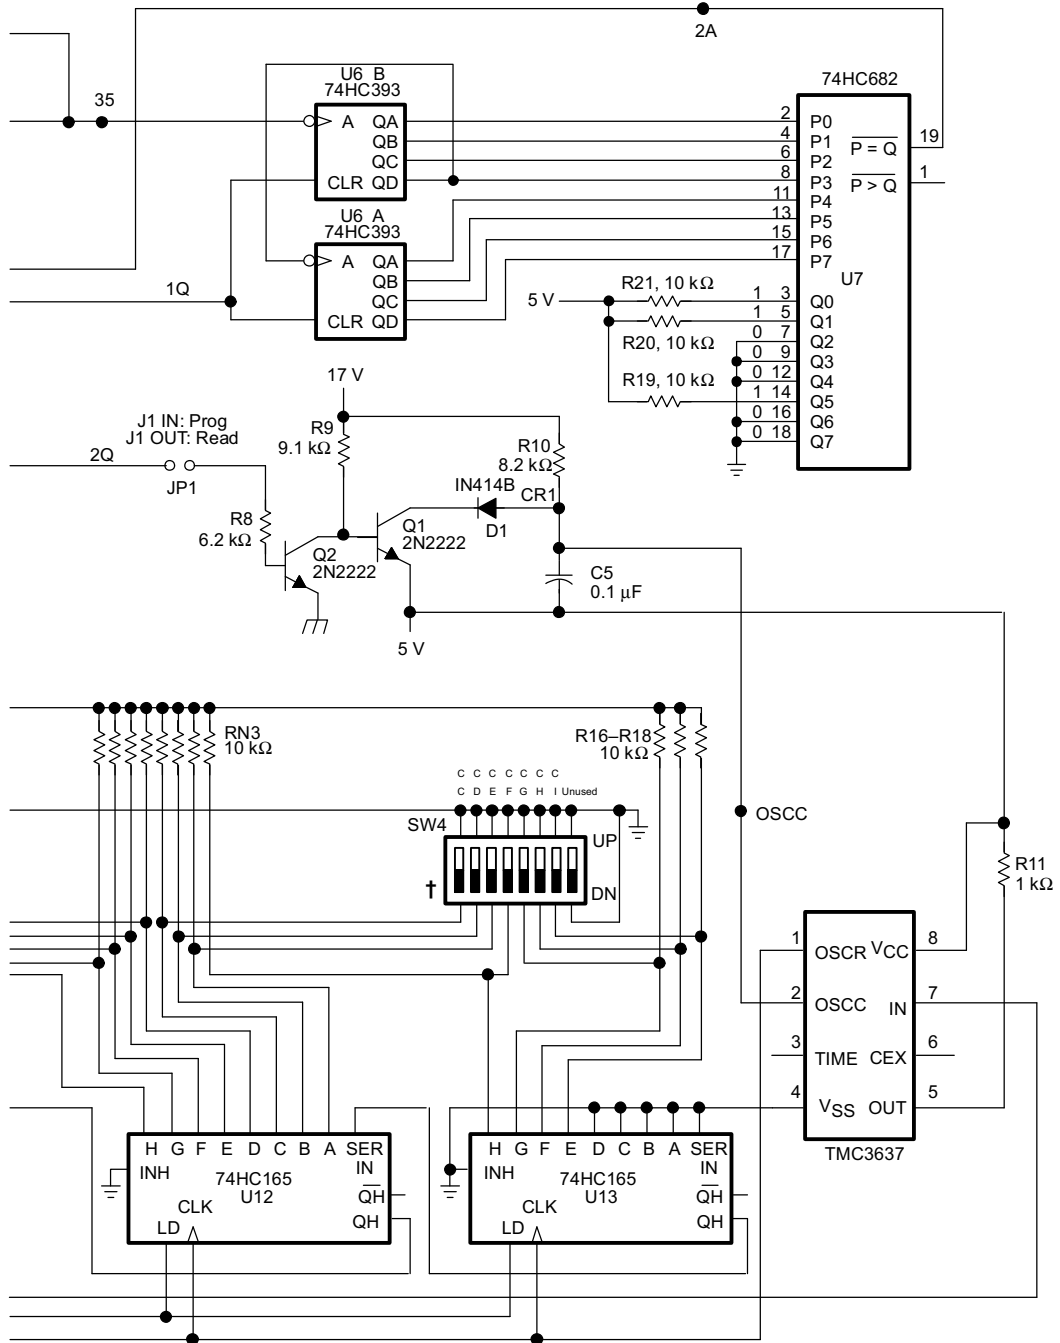 2A
U6 B
74HC393
74HC682
35
A QA
QB
QC
CLR QD
2 P0
4 P1
6 P2
8 P3
11 P4
13 P5
15 P6
17 P7
P = Q 19
P > Q 1
U7
U6 A
74HC393
A QA
QB
QC
CLR QD
1Q
5 V
R21, 10 kΩ
R20, 10 kΩ
R19, 10 kΩ
1 3 Q0
1 5 Q1
0 7 Q2
0 9 Q3
0 12 Q4
1 14 Q5
0 16 Q6
0 18 Q7
17 V
J1 IN: Prog
J1 OUT: Read
2Q
JP1
R9
9.1 kΩ
R10
8.2 kΩ
IN414B
CR1
D1
R8
6.2 kΩ
Q1
2N2222
Q2
2N2222
C5
0.1 μF
5 V
RN3
10 kΩ
R16–R18
10 kΩ
C C C C C C C
C D E F G H I Unused
SW4
UP
DN
†
OSCC
R11
1 kΩ
1 OSCR VCC 8
2 OSCC IN 7
3 TIME CEX 6
4 VSS OUT 5
TMC3637
H G F E D C B A SER
IN
INH
74HC165
U12
QH
CLK
QH
LD
H G F E D C B A SER
IN
INH
74HC165
U13
QH
CLK
QH
LD